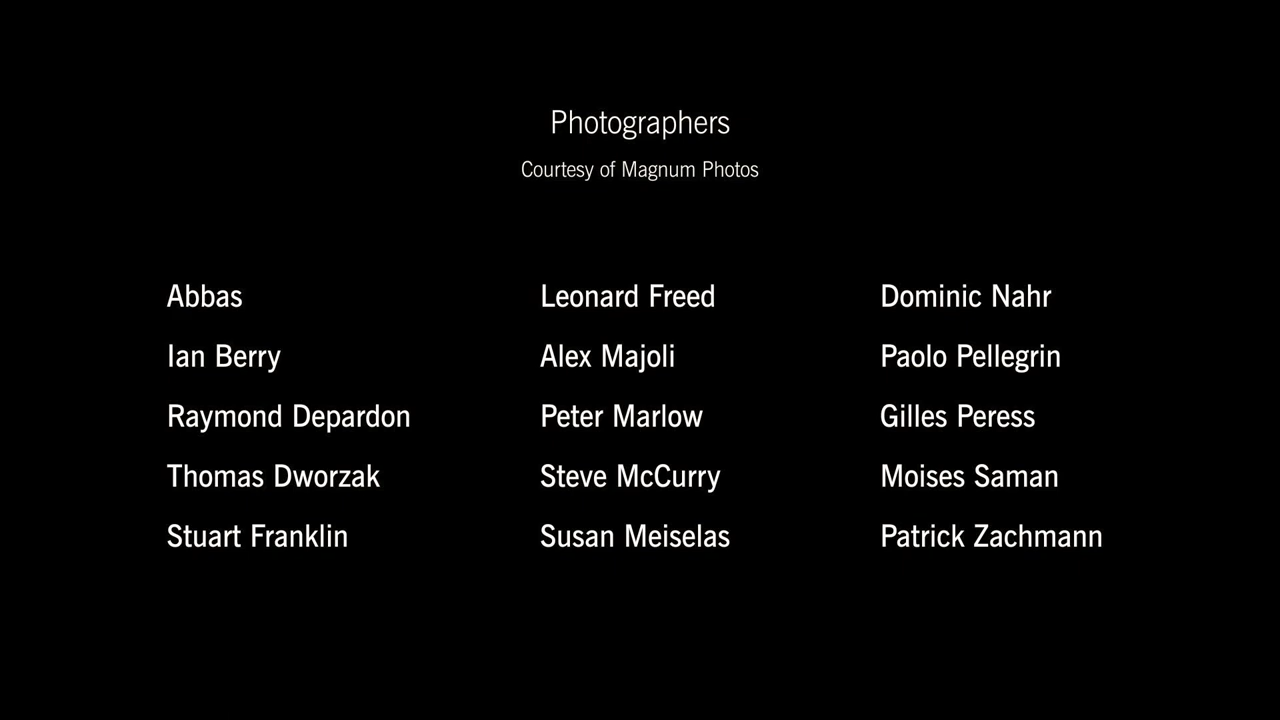 Photographers
Courtesy of Magnum Photos
Abbas
Ian Berry
Raymond Depardon
Thomas Dworzak
Stuart Franklin
Leonard Freed
Alex Majoli
Peter Marlow
Steve McCurry
Susan Meiselas
Dominic Nahr
Paolo Pellegrin
Gilles Peress
Moises Saman
Patrick Zachmann